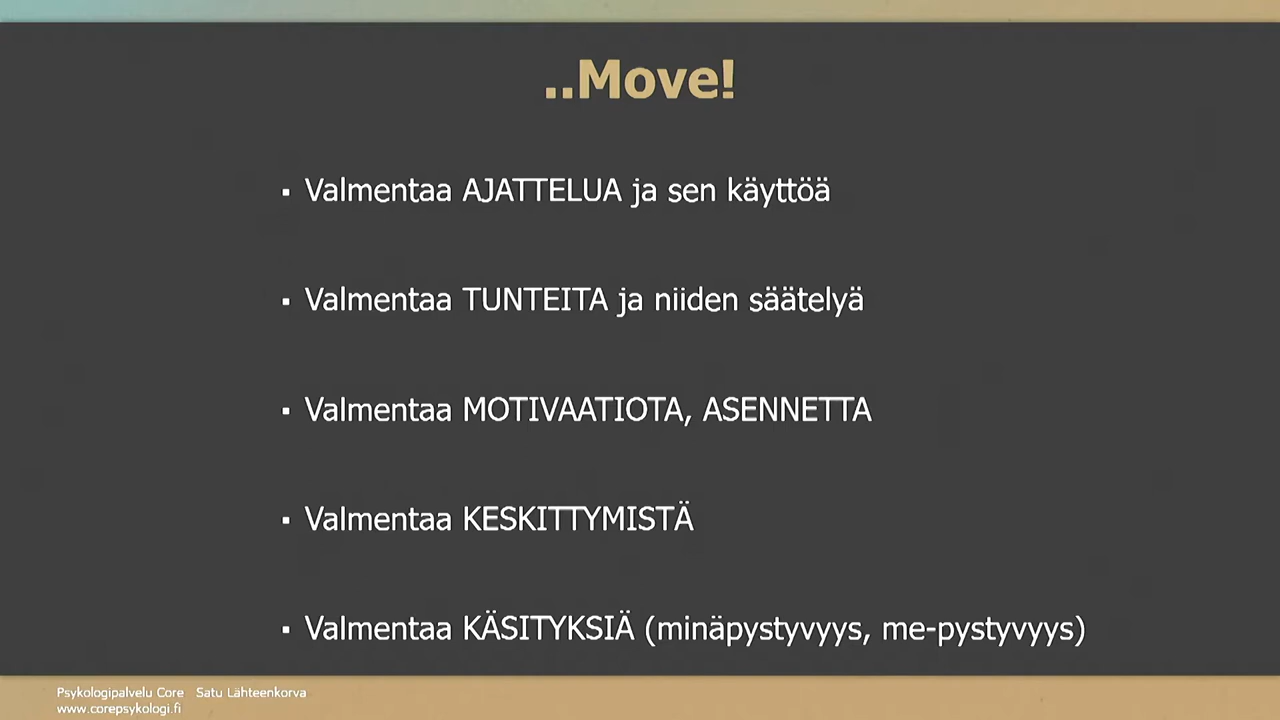 ..Move!
▪ Valmentaa AJATTELUA ja sen käyttöä
▪ Valmentaa TUNTEITA ja niiden säätelyä
▪ Valmentaa MOTIVAATIOTA, ASENNETTA
▪ Valmentaa KESKITTYMISTÄ
▪ Valmentaa KÄSITYKSIÄ (minäpystyvyys, me-pystyvyys)
Psykologipalvelu Core Satu Lähteenkorva
www.corepsykologi.fi